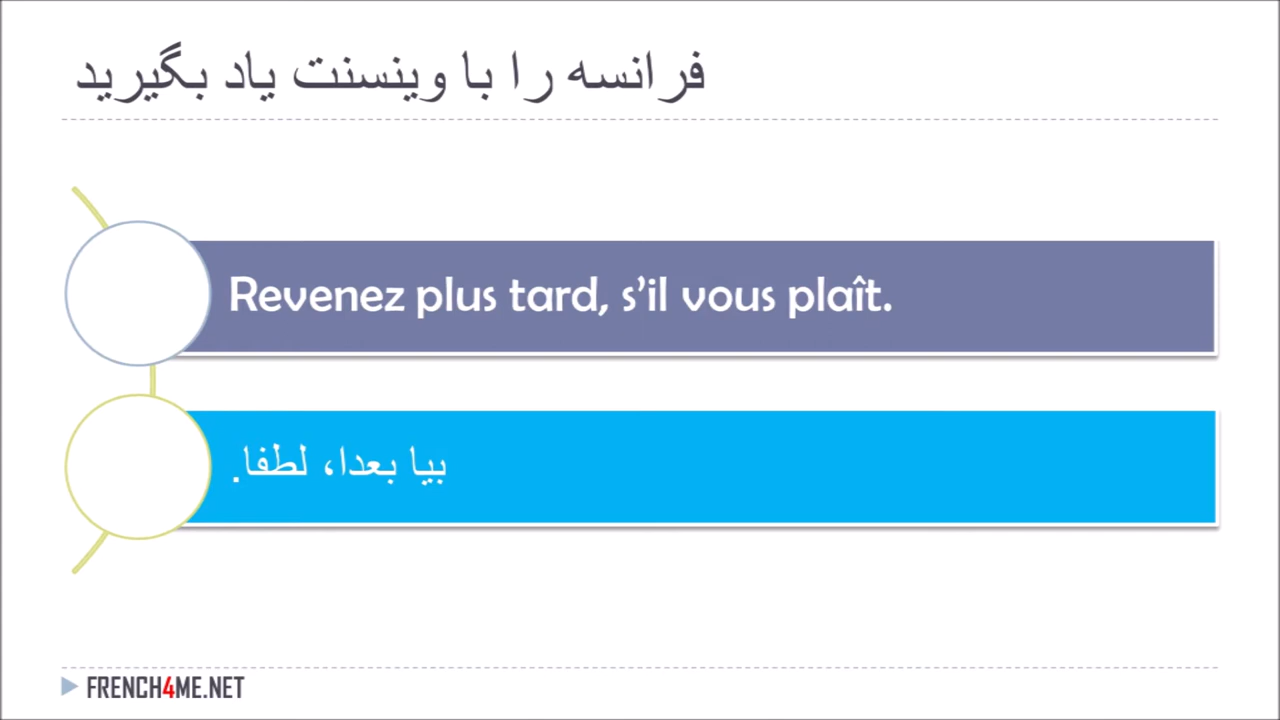 فرانسه را با وینسنت یاد بگیرید
Revenez plus tard, s’il vous plaît.
بیا بعدا، لطفا.
FRENCH4ME.NET